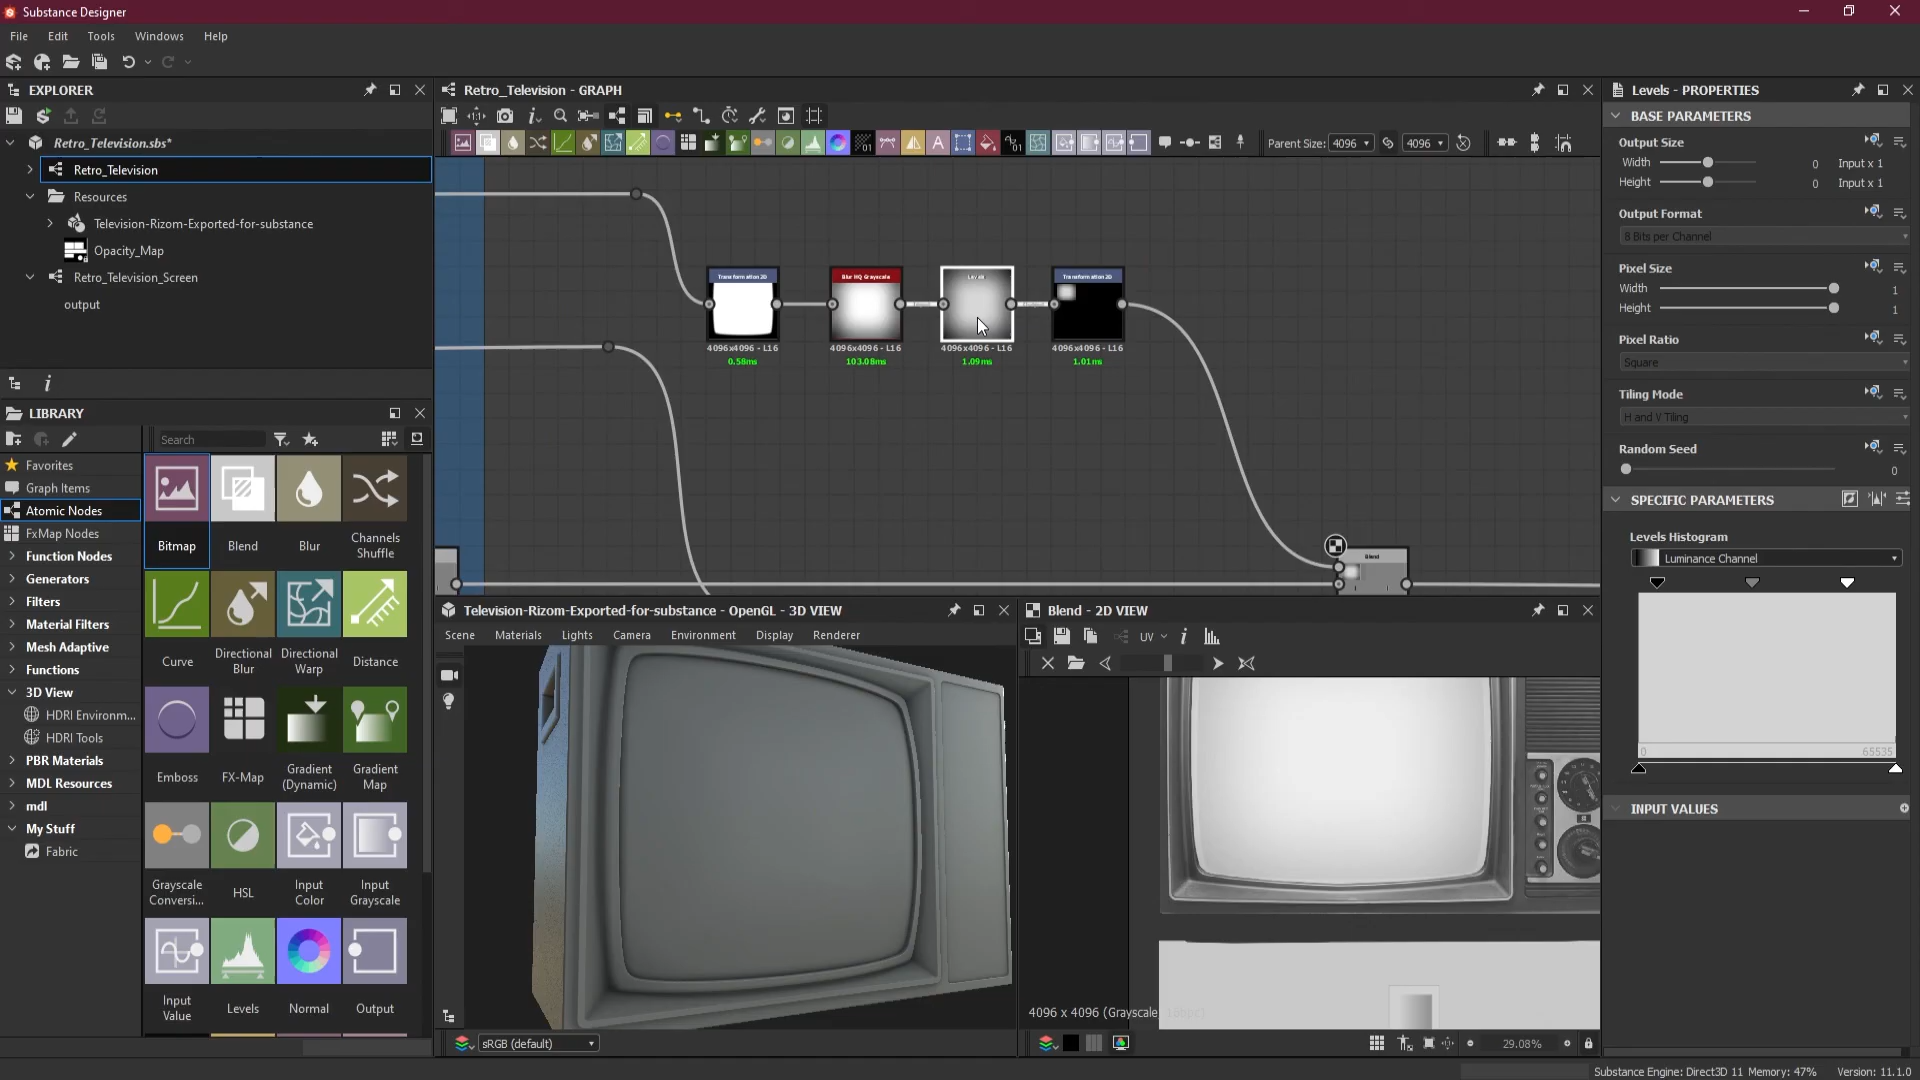 Substance Designer
File Edit Tools Windows Help
EXPLORER
Retro_Television.sbs*
Retro_Television
Resources
Television-Rizom-Exported-for-substance
Opacity_Map
Retro_Television_Screen
output
LIBRARY
Search
Favorites
Graph Items
Atomic Nodes
FxMap Nodes
Function Nodes
Generators
Filters
Material Filters
Mesh Adaptive
Functions
3D View
HDRI Environm...
HDRI Tools
PBR Materials
MDL Resources
mdl
My Stuff
Fabric
Bitmap Blend Blur Channels Shuffle
Curve Directional Blur Directional Warp Distance
Emboss FX-Map Gradient (Dynamic) Gradient Map
Grayscale Conversi... HSL Input Color Input Grayscale
Input Value Levels Normal Output
Retro_Television - GRAPH
Parent Size: 4096 4096
Transformation 2D Blur HQ Grayscale Levels Transformation 2D
4096x4096 - L16 4096x4096 - L16 4096x4096 - L16 4096x4096 - L16
0.58ms 103.08ms 1.09ms 1.01ms
Blend
Television-Rizom-Exported-for-substance - OpenGL - 3D VIEW
Scene Materials Lights Camera Environment Display Renderer
sRGB (default)
Blend - 2D VIEW
UV
4096 x 4096 (Grayscale
29.08%
Levels - PROPERTIES
BASE PARAMETERS
Output Size
Width 0 Input x 1
Height 0 Input x 1
Output Format
8 Bits per Channel
Pixel Size
Width 1
Height 1
Pixel Ratio
Square
Tiling Mode
H and V Tiling
Random Seed
0
SPECIFIC PARAMETERS
Levels Histogram
Luminance Channel
0 65535
INPUT VALUES
Substance Engine: Direct3D 11 Memory: 47% Version: 11.1.0